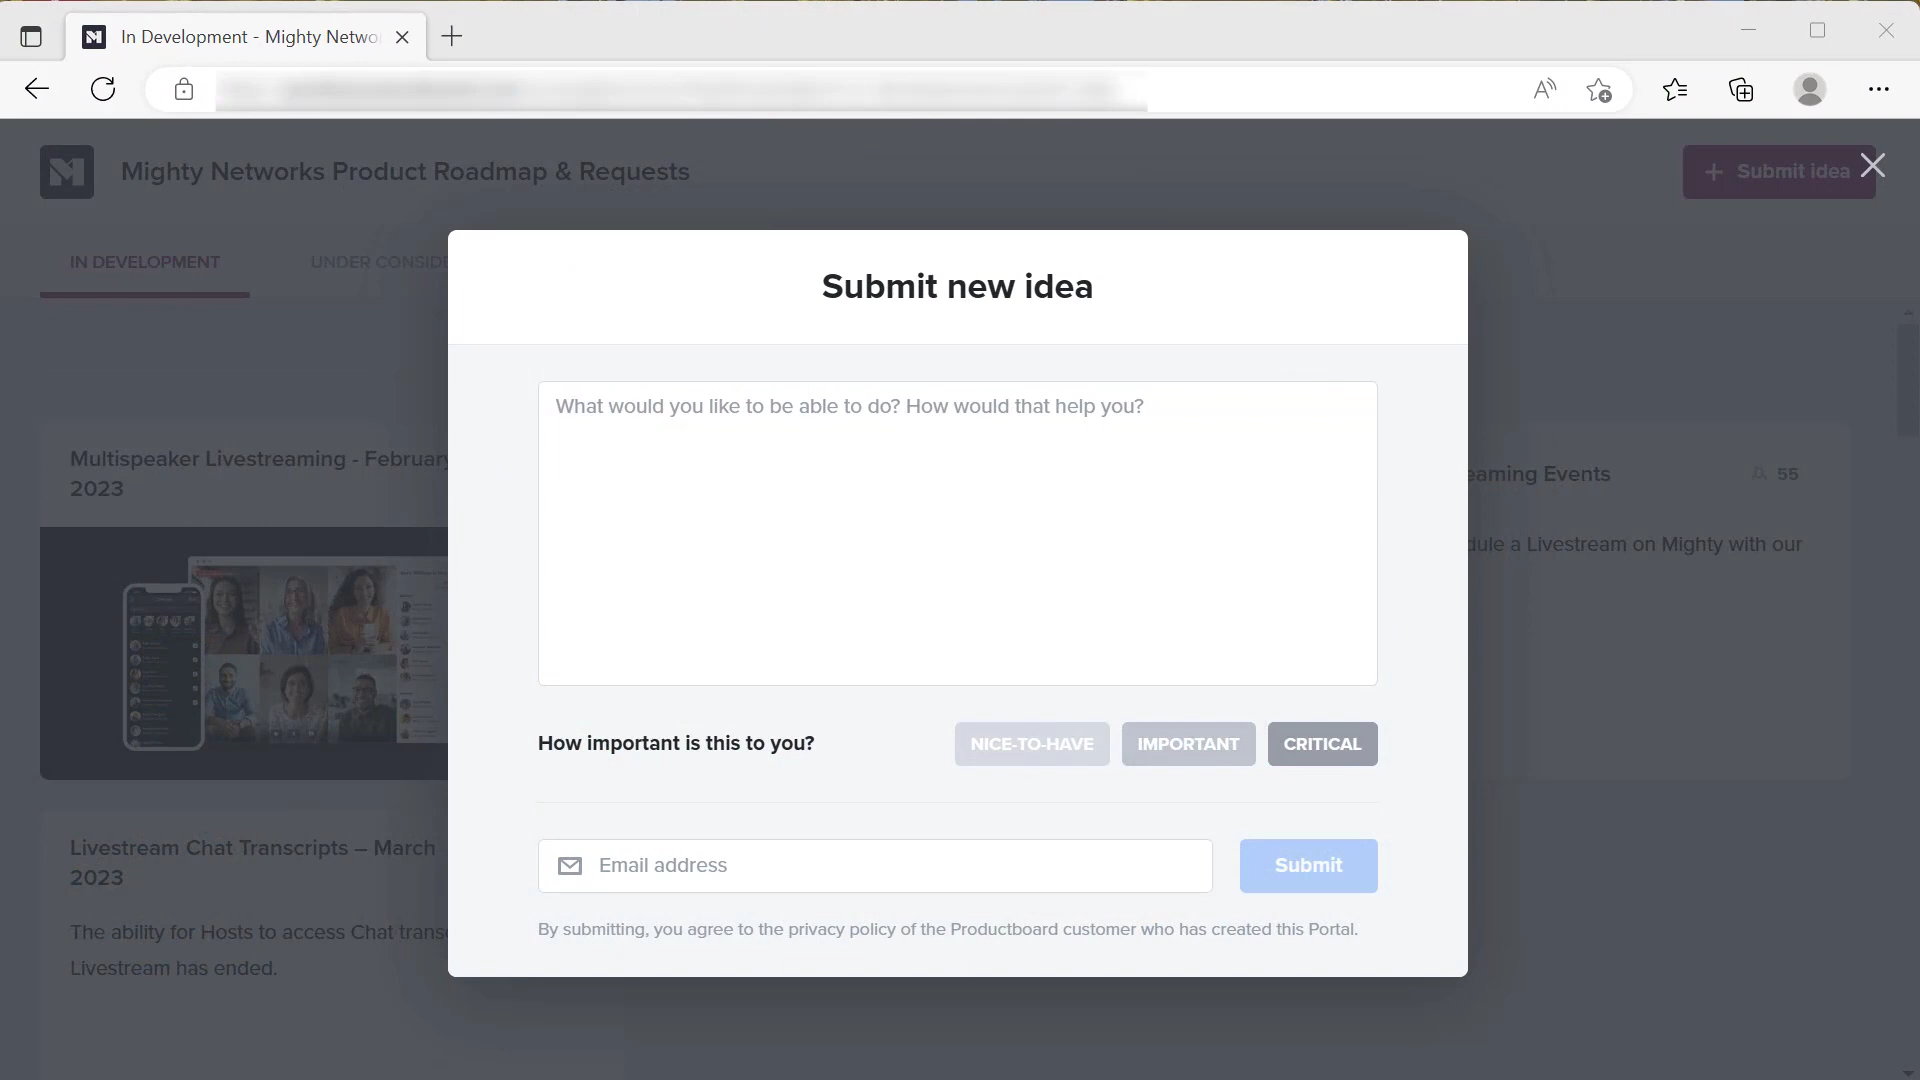 In Development - Mighty Netwo
Mighty Networks Product Roadmap & Requests
Submit idea
IN DEVELOPMENT
UNDER CONSIDE
Submit new idea
What would you like to be able to do? How would that help you?
Multispeaker Livestreaming - February
2023
eaming Events
55
dule a Livestream on Mighty with our
How important is this to you?
NICE-TO-HAVE
IMPORTANT
CRITICAL
Livestream Chat Transcripts – March
2023
Email address
Submit
The ability for Hosts to access Chat trans
Livestream has ended.
By submitting, you agree to the privacy policy of the Productboard customer who has created this Portal.